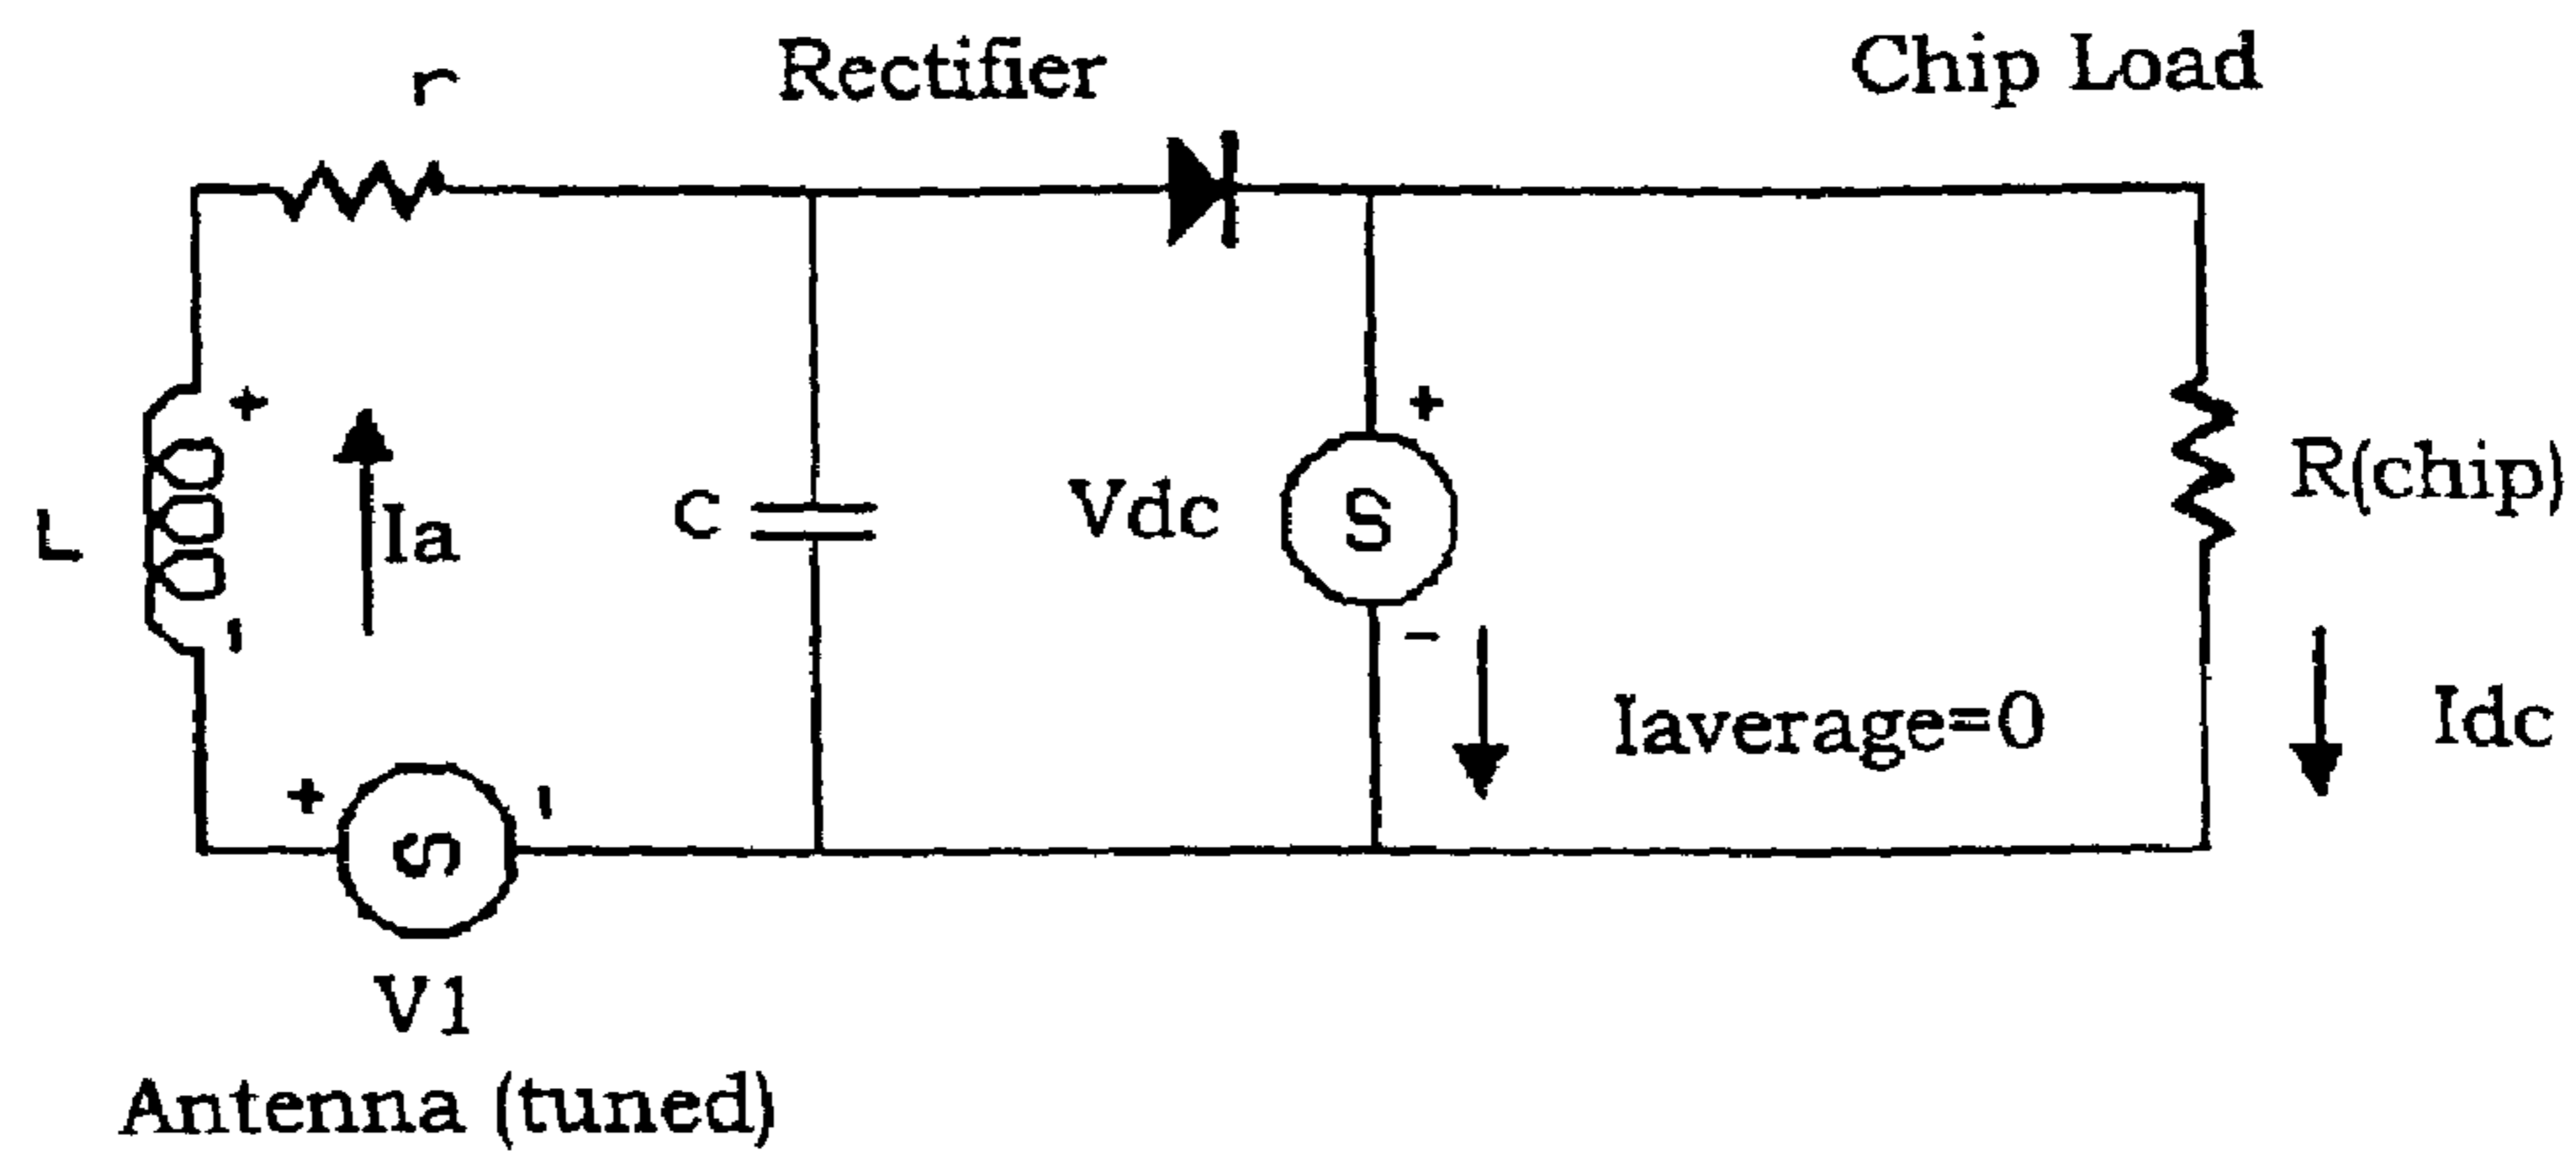 r
Rectifier
Chip Load
+
+
L
Ia
C
Vdc
S
R(chip)
-
-
Iaverage=0
Idc
+
-
S
V1
Antenna (tuned)